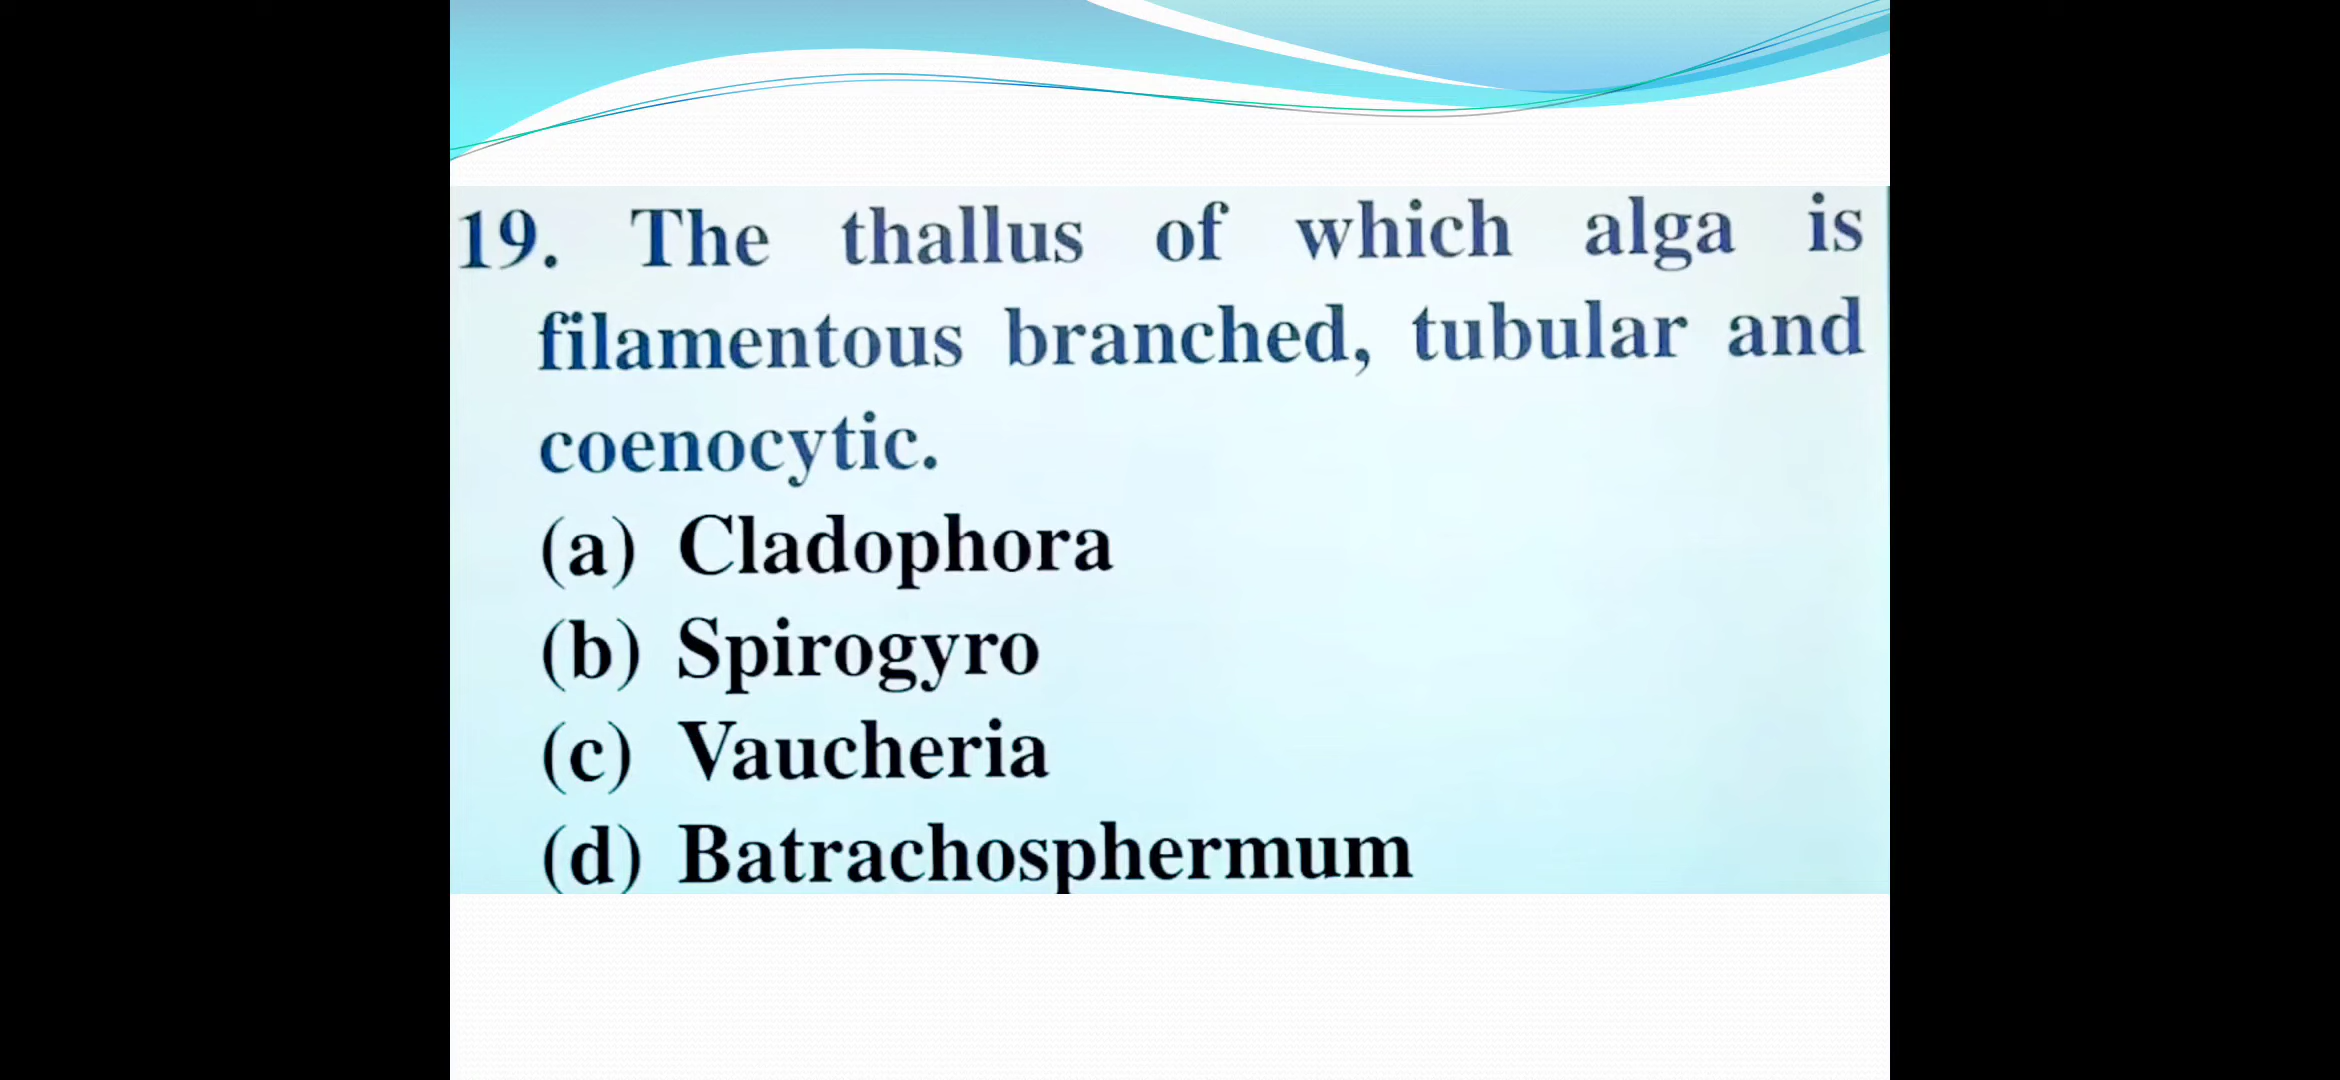 19. The thallus of which alga is
filamentous branched, tubular and
coenocytic.
(a) Cladophora
(b) Spirogyro
(c) Vaucheria
(d) Batrachosphermum